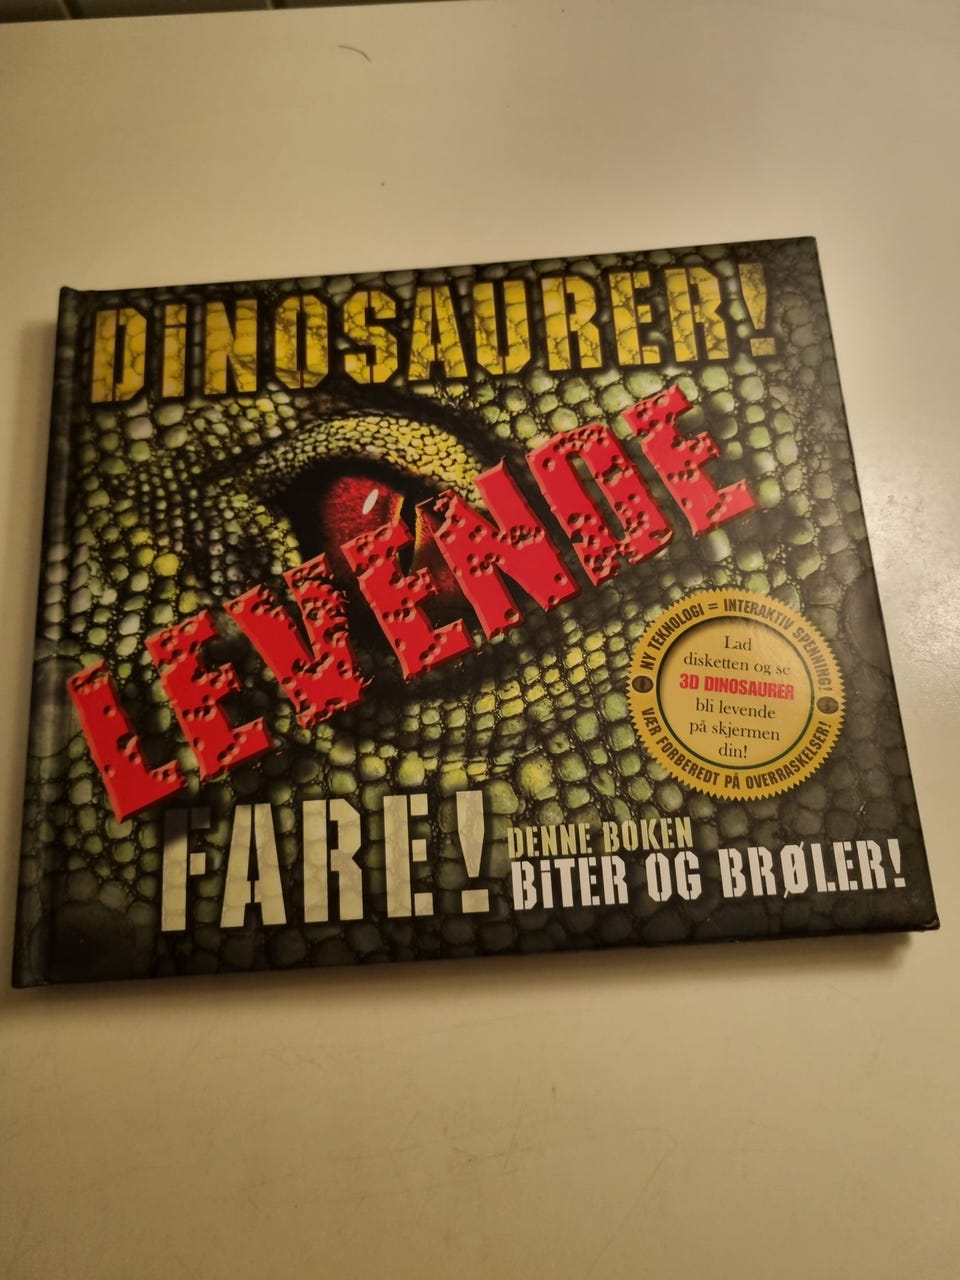 DINOSAURER!
LEVENDE
NY TEKNOLOGI = INTERAKTIV SPENNING!
Lad
disketten og se
3D DINOSAURER
bli levende
på skjermen
din!
VÆR FORBEREDT PÅ OVERRASKELSER!
FARE!
DENNE BOKEN
BITER OG BRØLER!